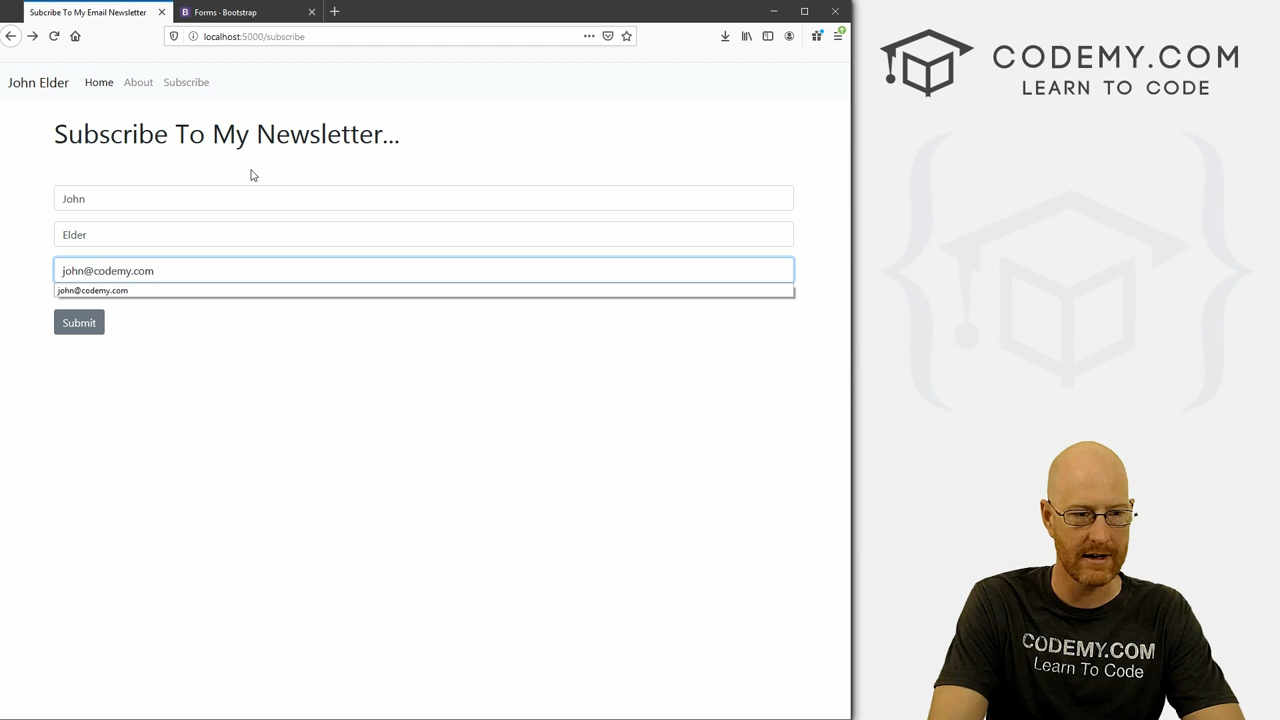 Subcribe To My Email Newsletter
Forms · Bootstrap
localhost:5000/subscribe
John Elder Home About Subscribe
Subscribe To My Newsletter...
John
Elder
john@codemy.com
john@codemy.com
Submit
CODEMY.COM
LEARN TO CODE
CODEMY.COM
Learn To Code